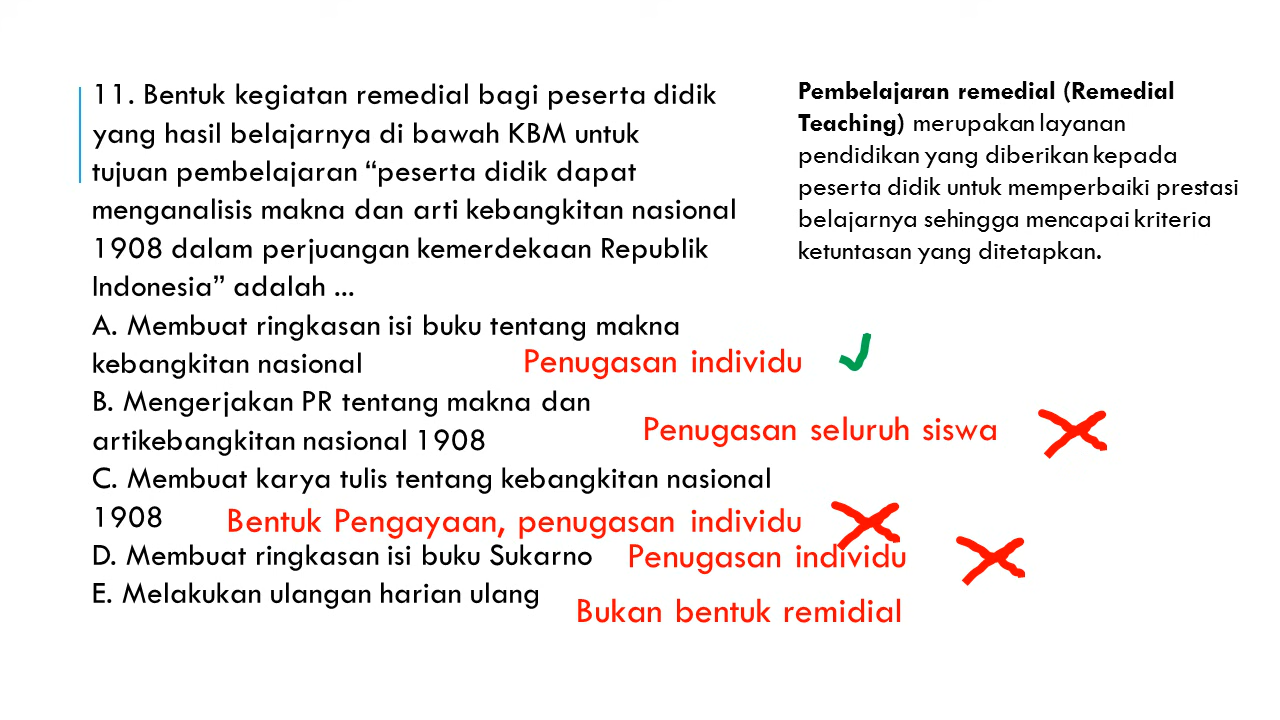 11. Bentuk kegiatan remedial bagi peserta didik
yang hasil belajarnya di bawah KBM untuk
tujuan pembelajaran “peserta didik dapat
menganalisis makna dan arti kebangkitan nasional
1908 dalam perjuangan kemerdekaan Republik
Indonesia” adalah ...
A. Membuat ringkasan isi buku tentang makna
kebangkitan nasional
Penugasan individu
B. Mengerjakan PR tentang makna dan
artikebangkitan nasional 1908
Penugasan seluruh siswa
C. Membuat karya tulis tentang kebangkitan nasional
1908
Bentuk Pengayaan, penugasan individu
D. Membuat ringkasan isi buku Sukarno
Penugasan individu
E. Melakukan ulangan harian ulang
Bukan bentuk remidial
Pembelajaran remedial (Remedial
Teaching) merupakan layanan
pendidikan yang diberikan kepada
peserta didik untuk memperbaiki prestasi
belajarnya sehingga mencapai kriteria
ketuntasan yang ditetapkan.